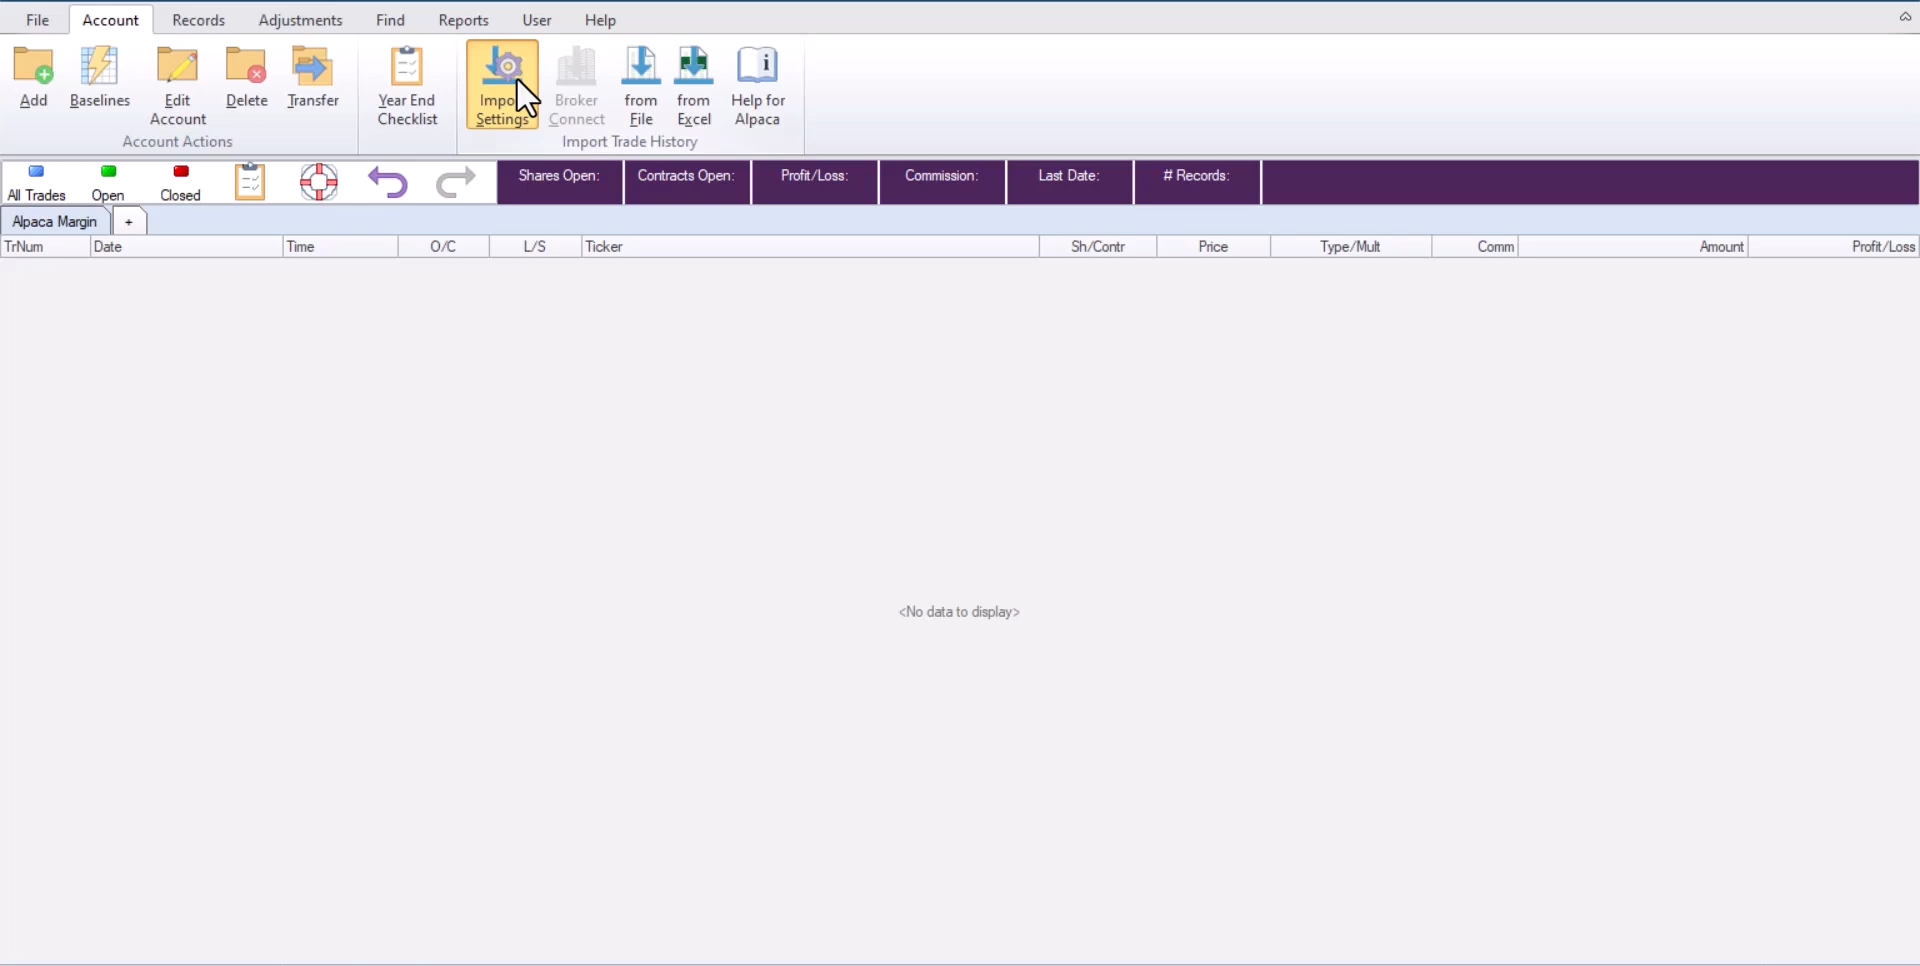 File Account Records Adjustments Find Reports User Help
Add Baselines Edit Account Delete Transfer
Account Actions
Year End Checklist
Import Settings Broker Connect from File from Excel Help for Alpaca
Import Trade History
All Trades Open Closed
Shares Open: Contracts Open: Profit/Loss: Commission: Last Date: # Records:
Alpaca Margin +
TrNum Date Time O/C L/S Ticker Sh/Contr Price Type/Mult Comm Amount Profit/Loss
<No data to display>